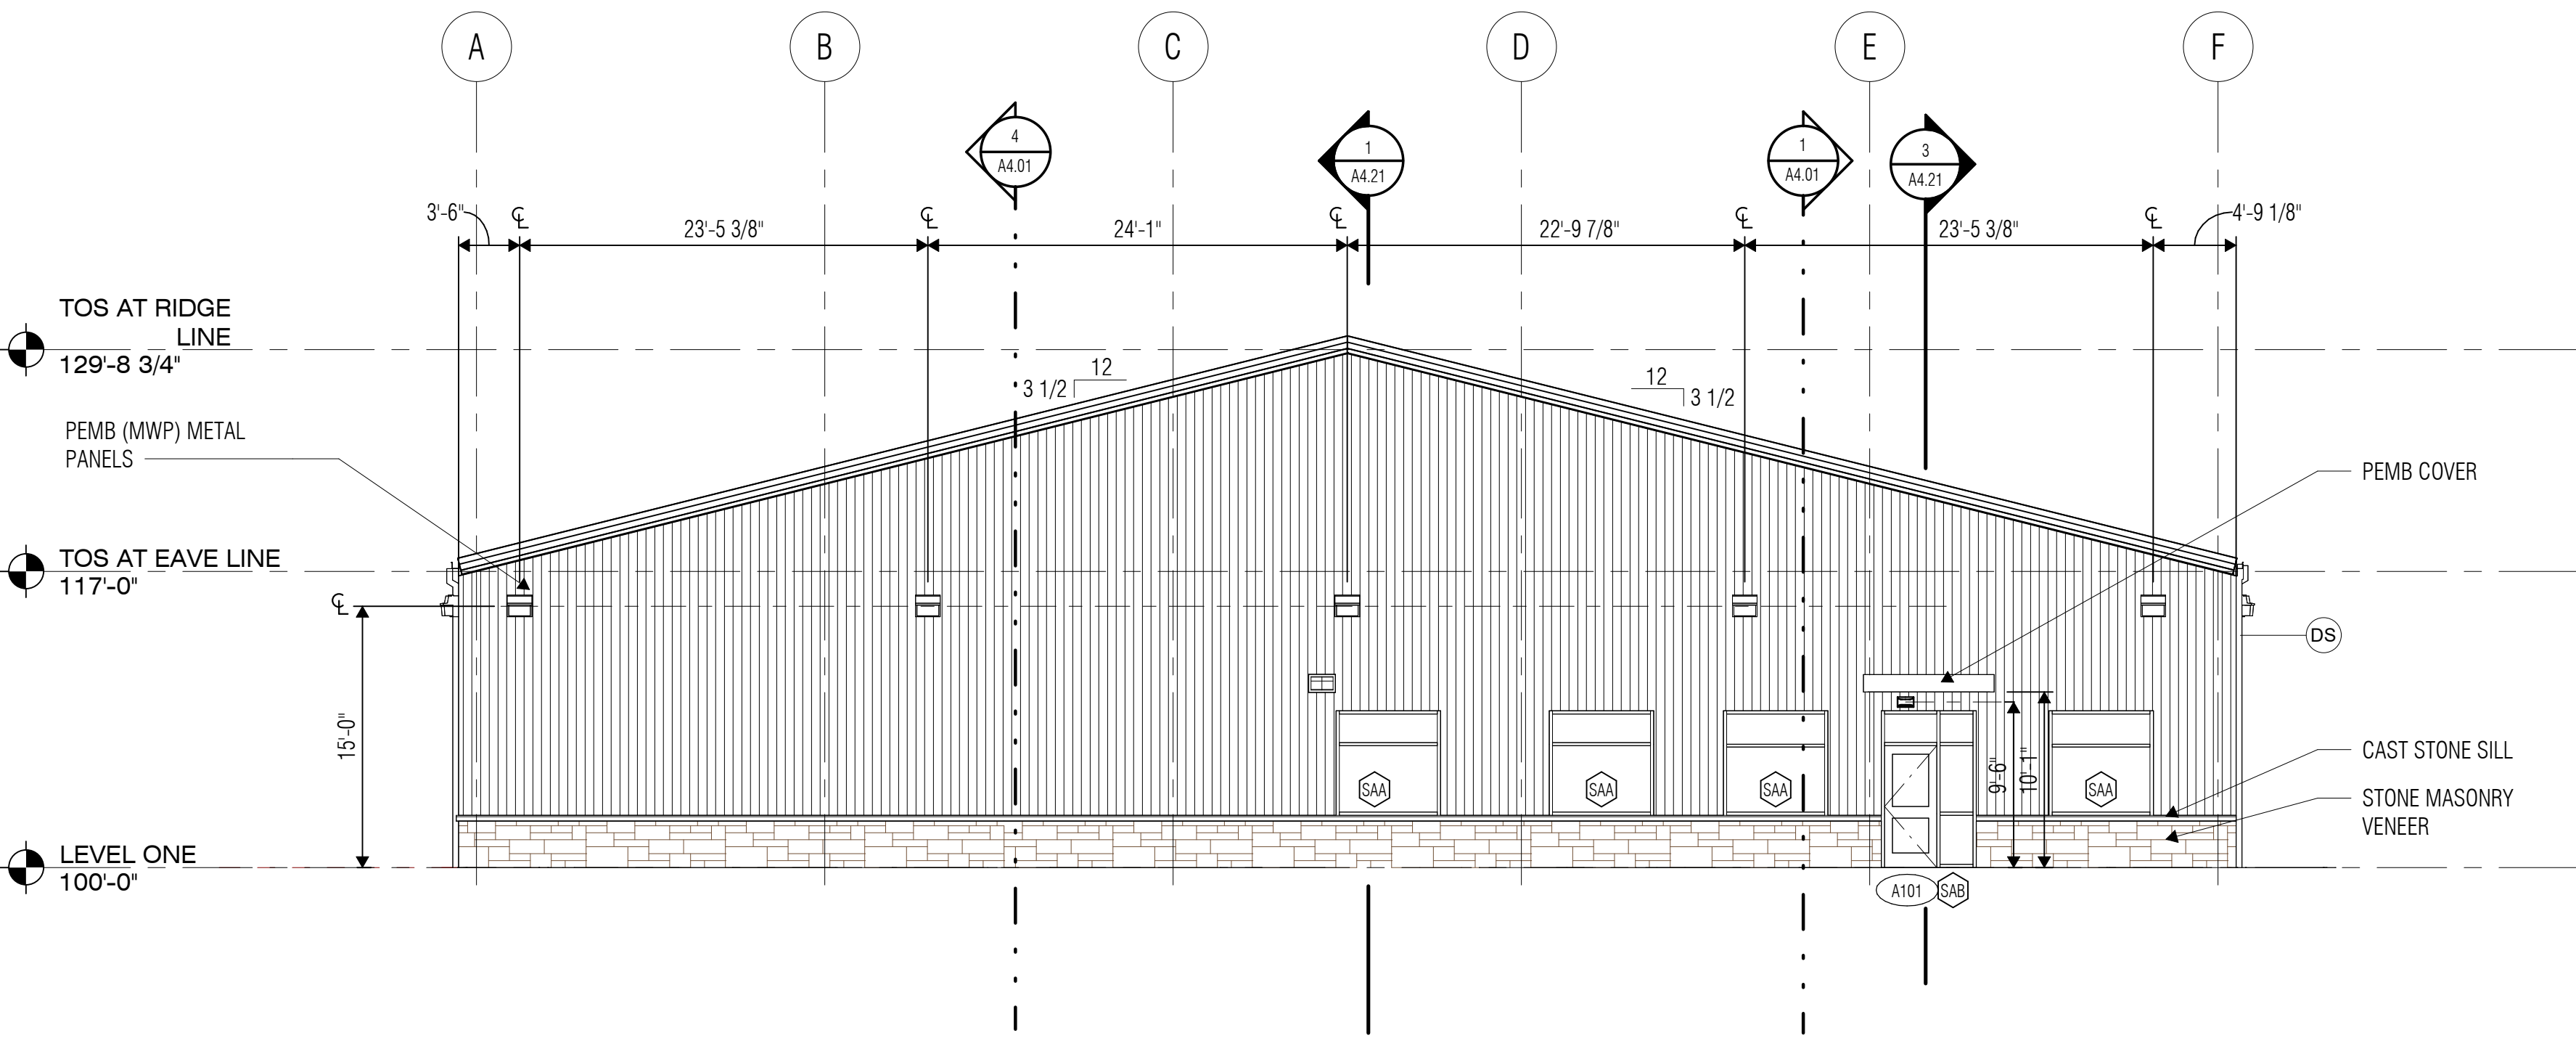 A
B
C
D
E
F
4
A4.01
1
A4.21
1
A4.01
3
A4.21
3'-6"
℄
23'-5 3/8"
℄
24'-1"
℄
22'-9 7/8"
℄
23'-5 3/8"
℄
4'-9 1/8"
TOS AT RIDGE
LINE
129'-8 3/4"
12
3 1/2
12
3 1/2
PEMB (MWP) METAL
PANELS
PEMB COVER
TOS AT EAVE LINE
117'-0"
℄
DS
15'-0"
9'-6"
10'-1"
SAA
SAA
SAA
SAA
CAST STONE SILL
STONE MASONRY
VENEER
LEVEL ONE
100'-0"
A101
SAB